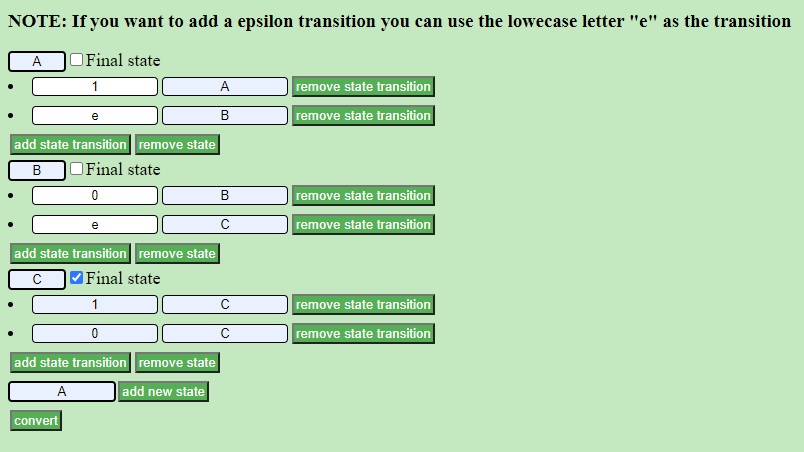 NOTE: If you want to add a epsilon transition you can use the lowecase letter "e" as the transition
A Final state
1 A remove state transition
e B remove state transition
add state transition remove state
B Final state
0 B remove state transition
e C remove state transition
add state transition remove state
C Final state
1 C remove state transition
0 C remove state transition
add state transition remove state
A add new state
convert